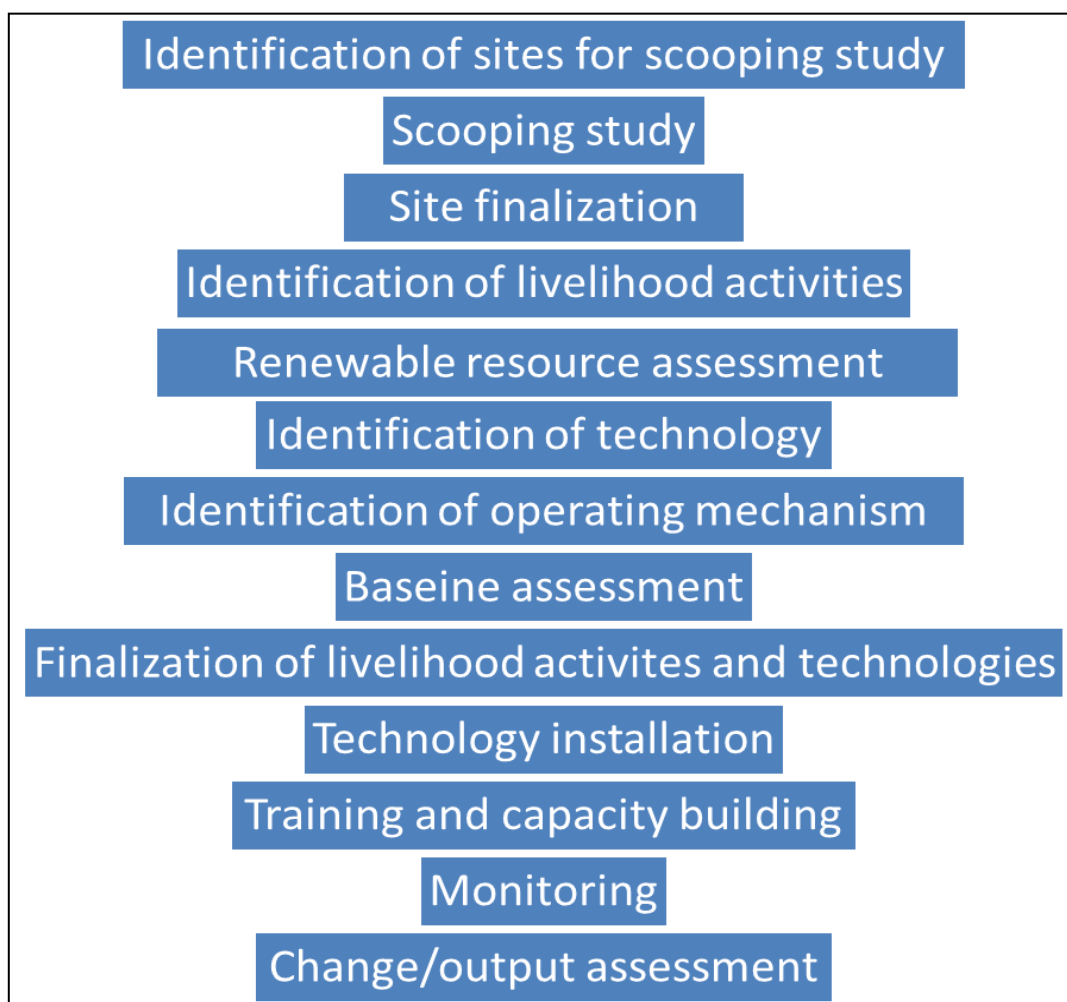 Identification of sites for scooping study
Scooping study
Site finalization
Identification of livelihood activities
Renewable resource assessment
Identification of technology
Identification of operating mechanism
Baseine assessment
Finalization of livelihood activites and technologies
Technology installation
Training and capacity building
Monitoring
Change/output assessment